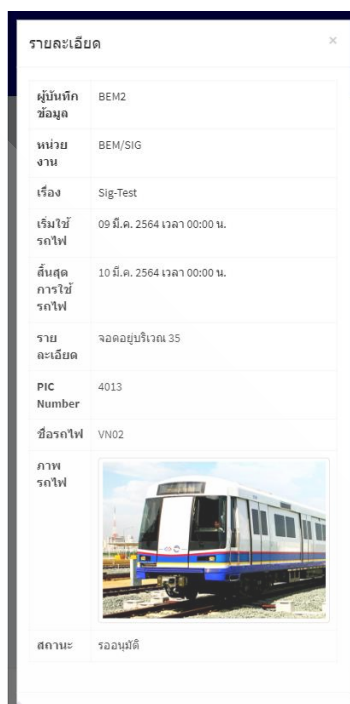 รายละเอียด ×
ผู้บันทึก
ข้อมูล
BEM2
หน่วย
งาน
BEM/SIG
เรื่อง
Sig-Test
เริ่มใช้
รถไฟ
09 มี.ค. 2564 เวลา 00:00 น.
สิ้นสุด
การใช้
รถไฟ
10 มี.ค. 2564 เวลา 00:00 น.
ราย
ละเอียด
จอดอยู่บริเวณ 35
PIC
Number
4013
ชื่อรถไฟ
VN02
ภาพ
รถไฟ
สถานะ
รออนุมัติ